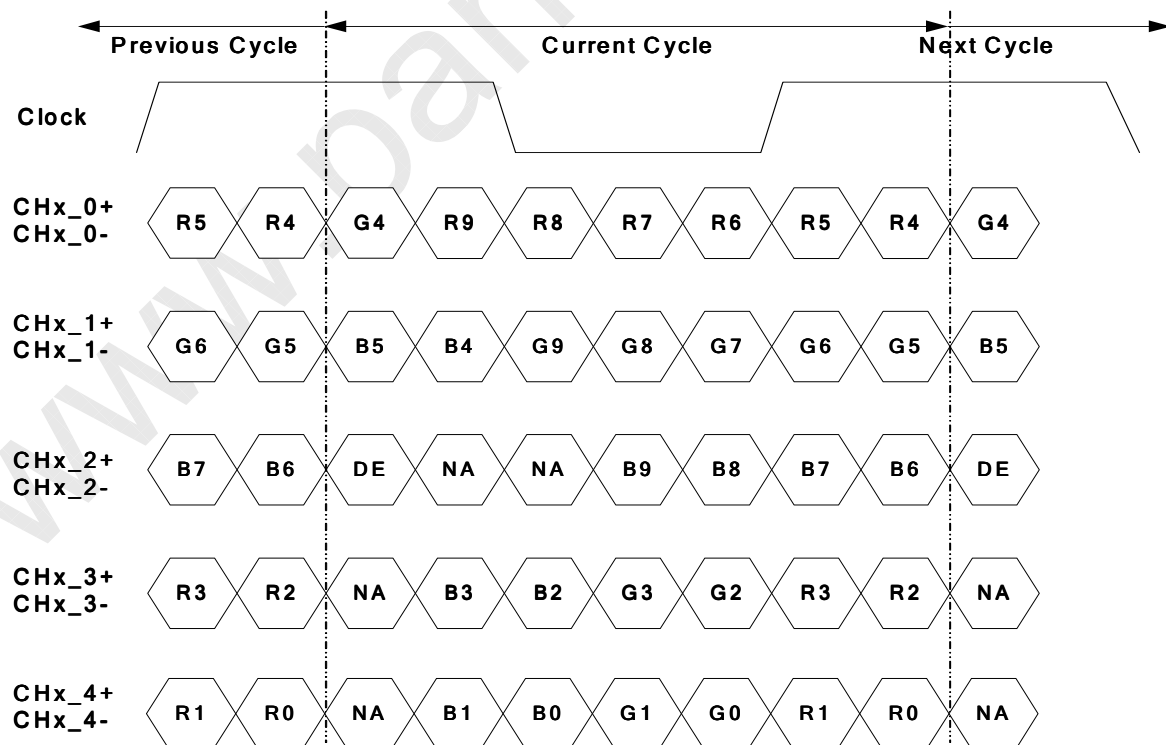 Previous Cycle Current Cycle Next Cycle
Clock
CHx_0+
CHx_0-
R5 R4 G4 R9 R8 R7 R6 R5 R4 G4
CHx_1+
CHx_1-
G6 G5 B5 B4 G9 G8 G7 G6 G5 B5
CHx_2+
CHx_2-
B7 B6 DE NA NA B9 B8 B7 B6 DE
CHx_3+
CHx_3-
R3 R2 NA B3 B2 G3 G2 R3 R2 NA
CHx_4+
CHx_4-
R1 R0 NA B1 B0 G1 G0 R1 R0 NA
www.pan